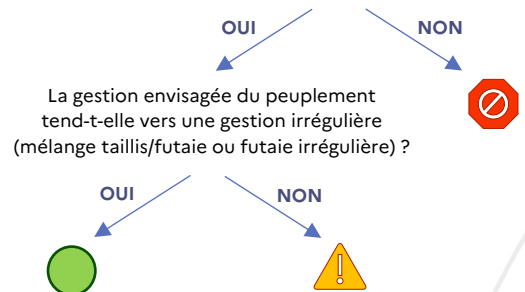 OUI
NON
La gestion envisagée du peuplement
tend-t-elle vers une gestion irrégulière
(mélange taillis/futaie ou futaie irrégulière) ?
OUI
NON